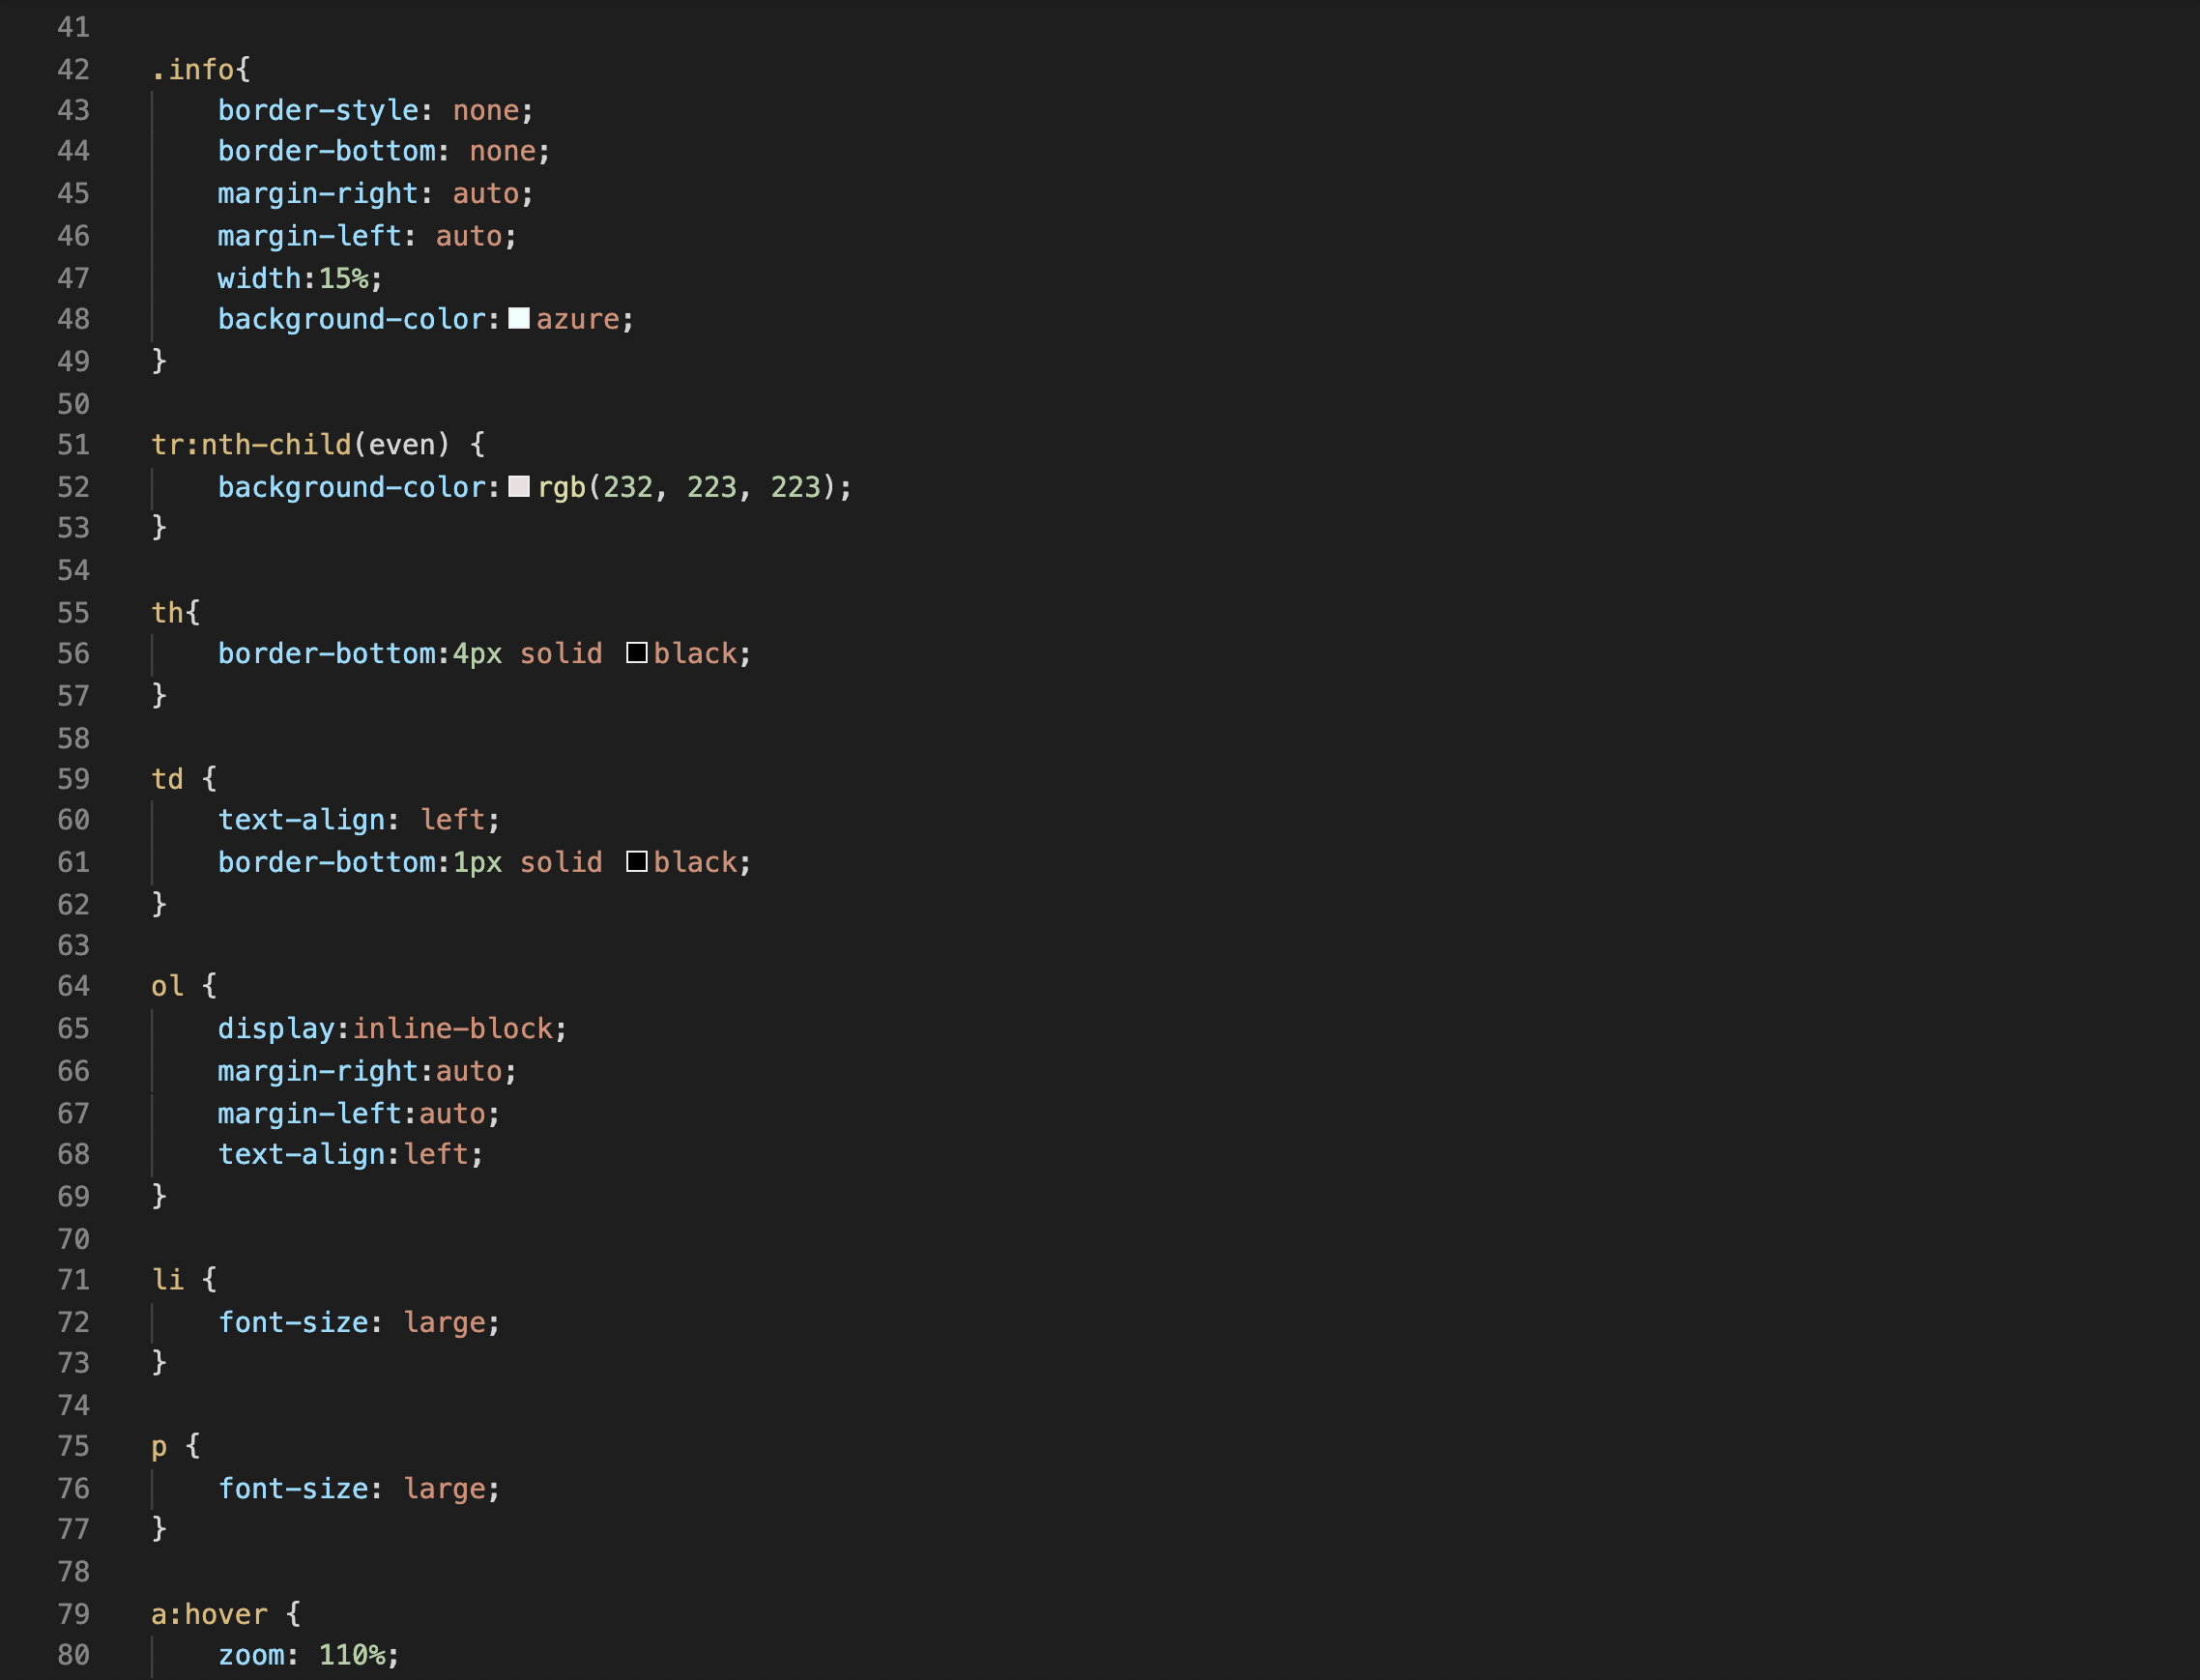 41
42 .info{
43     border-style: none;
44     border-bottom: none;
45     margin-right: auto;
46     margin-left: auto;
47     width:15%;
48     background-color:azure;
49 }
50
51 tr:nth-child(even) {
52     background-color:rgb(232, 223, 223);
53 }
54
55 th{
56     border-bottom:4px solid black;
57 }
58
59 td {
60     text-align: left;
61     border-bottom:1px solid black;
62 }
63
64 ol {
65     display:inline-block;
66     margin-right:auto;
67     margin-left:auto;
68     text-align:left;
69 }
70
71 li {
72     font-size: large;
73 }
74
75 p {
76     font-size: large;
77 }
78
79 a:hover {
80     zoom: 110%;